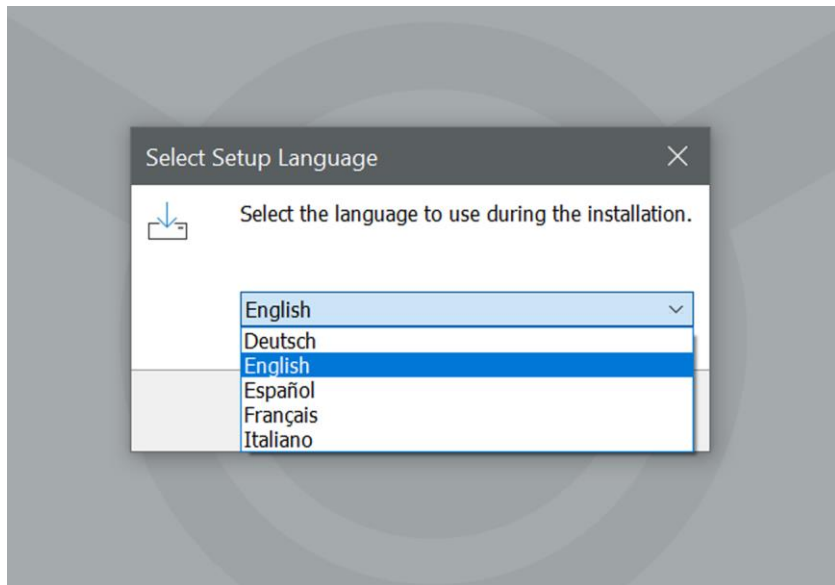 Select Setup Language
Select the language to use during the installation.
English
Deutsch
English
Español
Français
Italiano